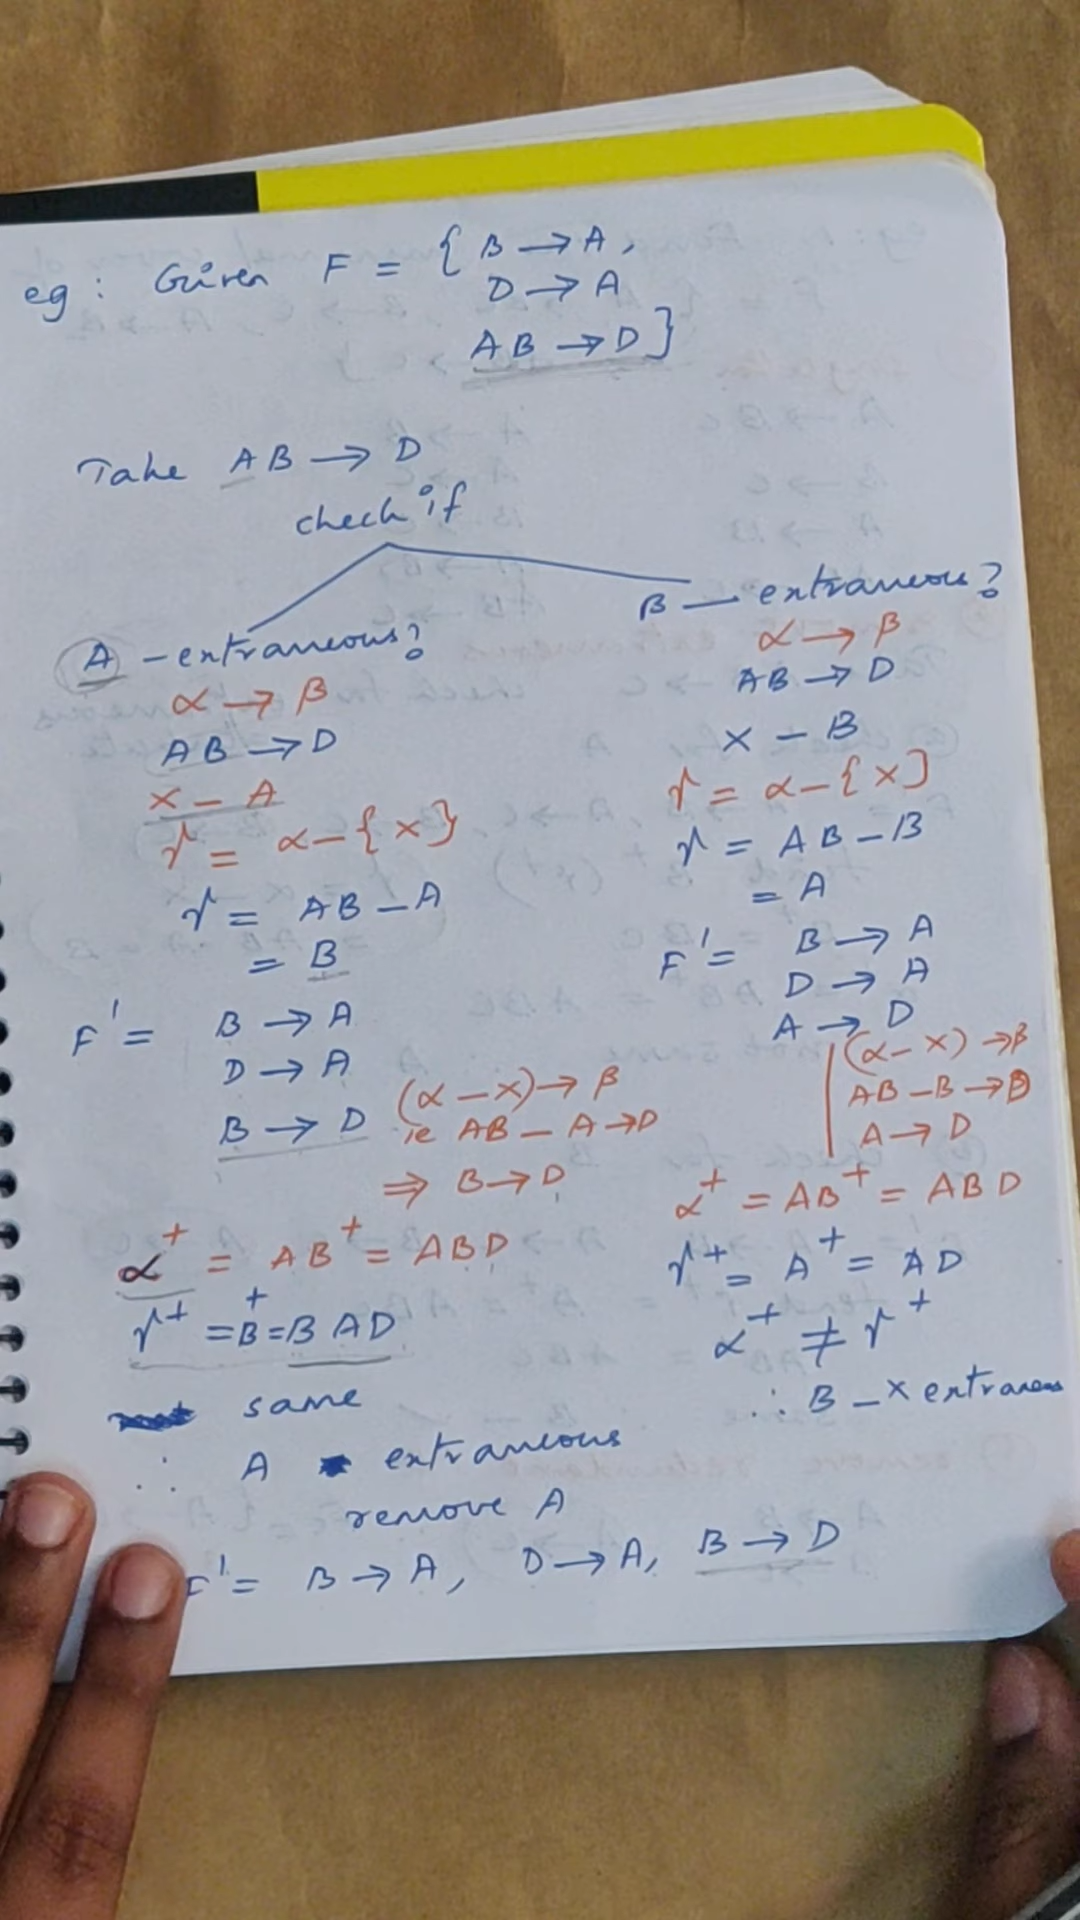 eg : Given F = { B → A,
D → A
AB → D }
Take AB → D
check if
A - extraneous?
α → β
AB → D
x - A
γ = α - {x}
γ = AB - A
= B
F' = B → A
D → A
B → D
(α - x) → β
ie AB - A → D
⇒ B → D
α+ = AB+ = ABD
γ+ = B+ = BAD
same
∴ A extraneous
remove A
F' = B → A, D → A, B → D
B - extraneous?
α → β
AB → D
x - B
γ = α - {x}
γ = AB - B
= A
F' = B → A
D → A
A → D
(α - x) → β
AB - B → D
A → D
α+ = AB+ = ABD
γ+ = A+ = AD
α+ ≠ γ+
∴ B - x extraneous